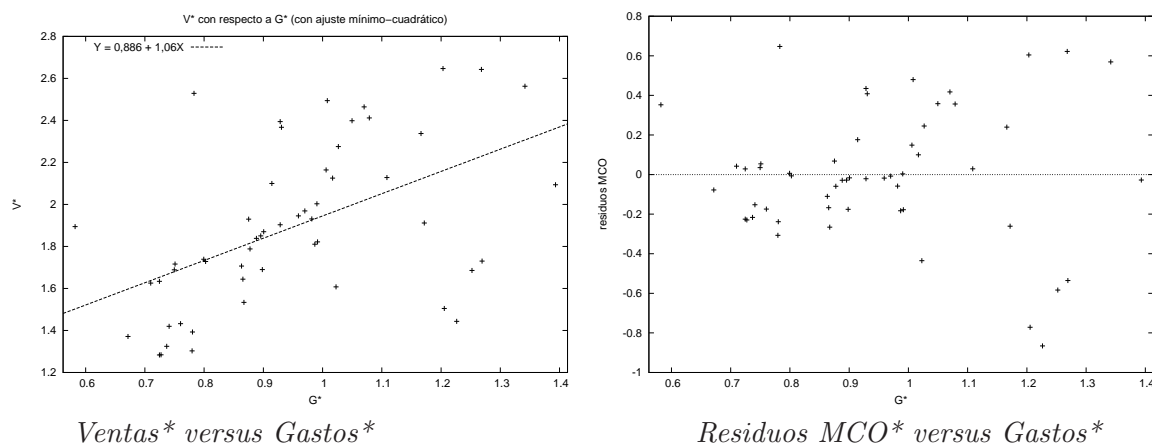 V* con respecto a G* (con ajuste mínimo−cuadrático)
Y = 0,886 + 1,06X
V*
2.8
2.6
2.4
2.2
2
1.8
1.6
1.4
1.2
0.6 0.7 0.8 0.9 1 1.1 1.2 1.3 1.4
G*
Ventas* versus Gastos*
residuos MCO
0.8
0.6
0.4
0.2
0
-0.2
-0.4
-0.6
-0.8
-1
0.6 0.7 0.8 0.9 1 1.1 1.2 1.3 1.4
G*
Residuos MCO* versus Gastos*